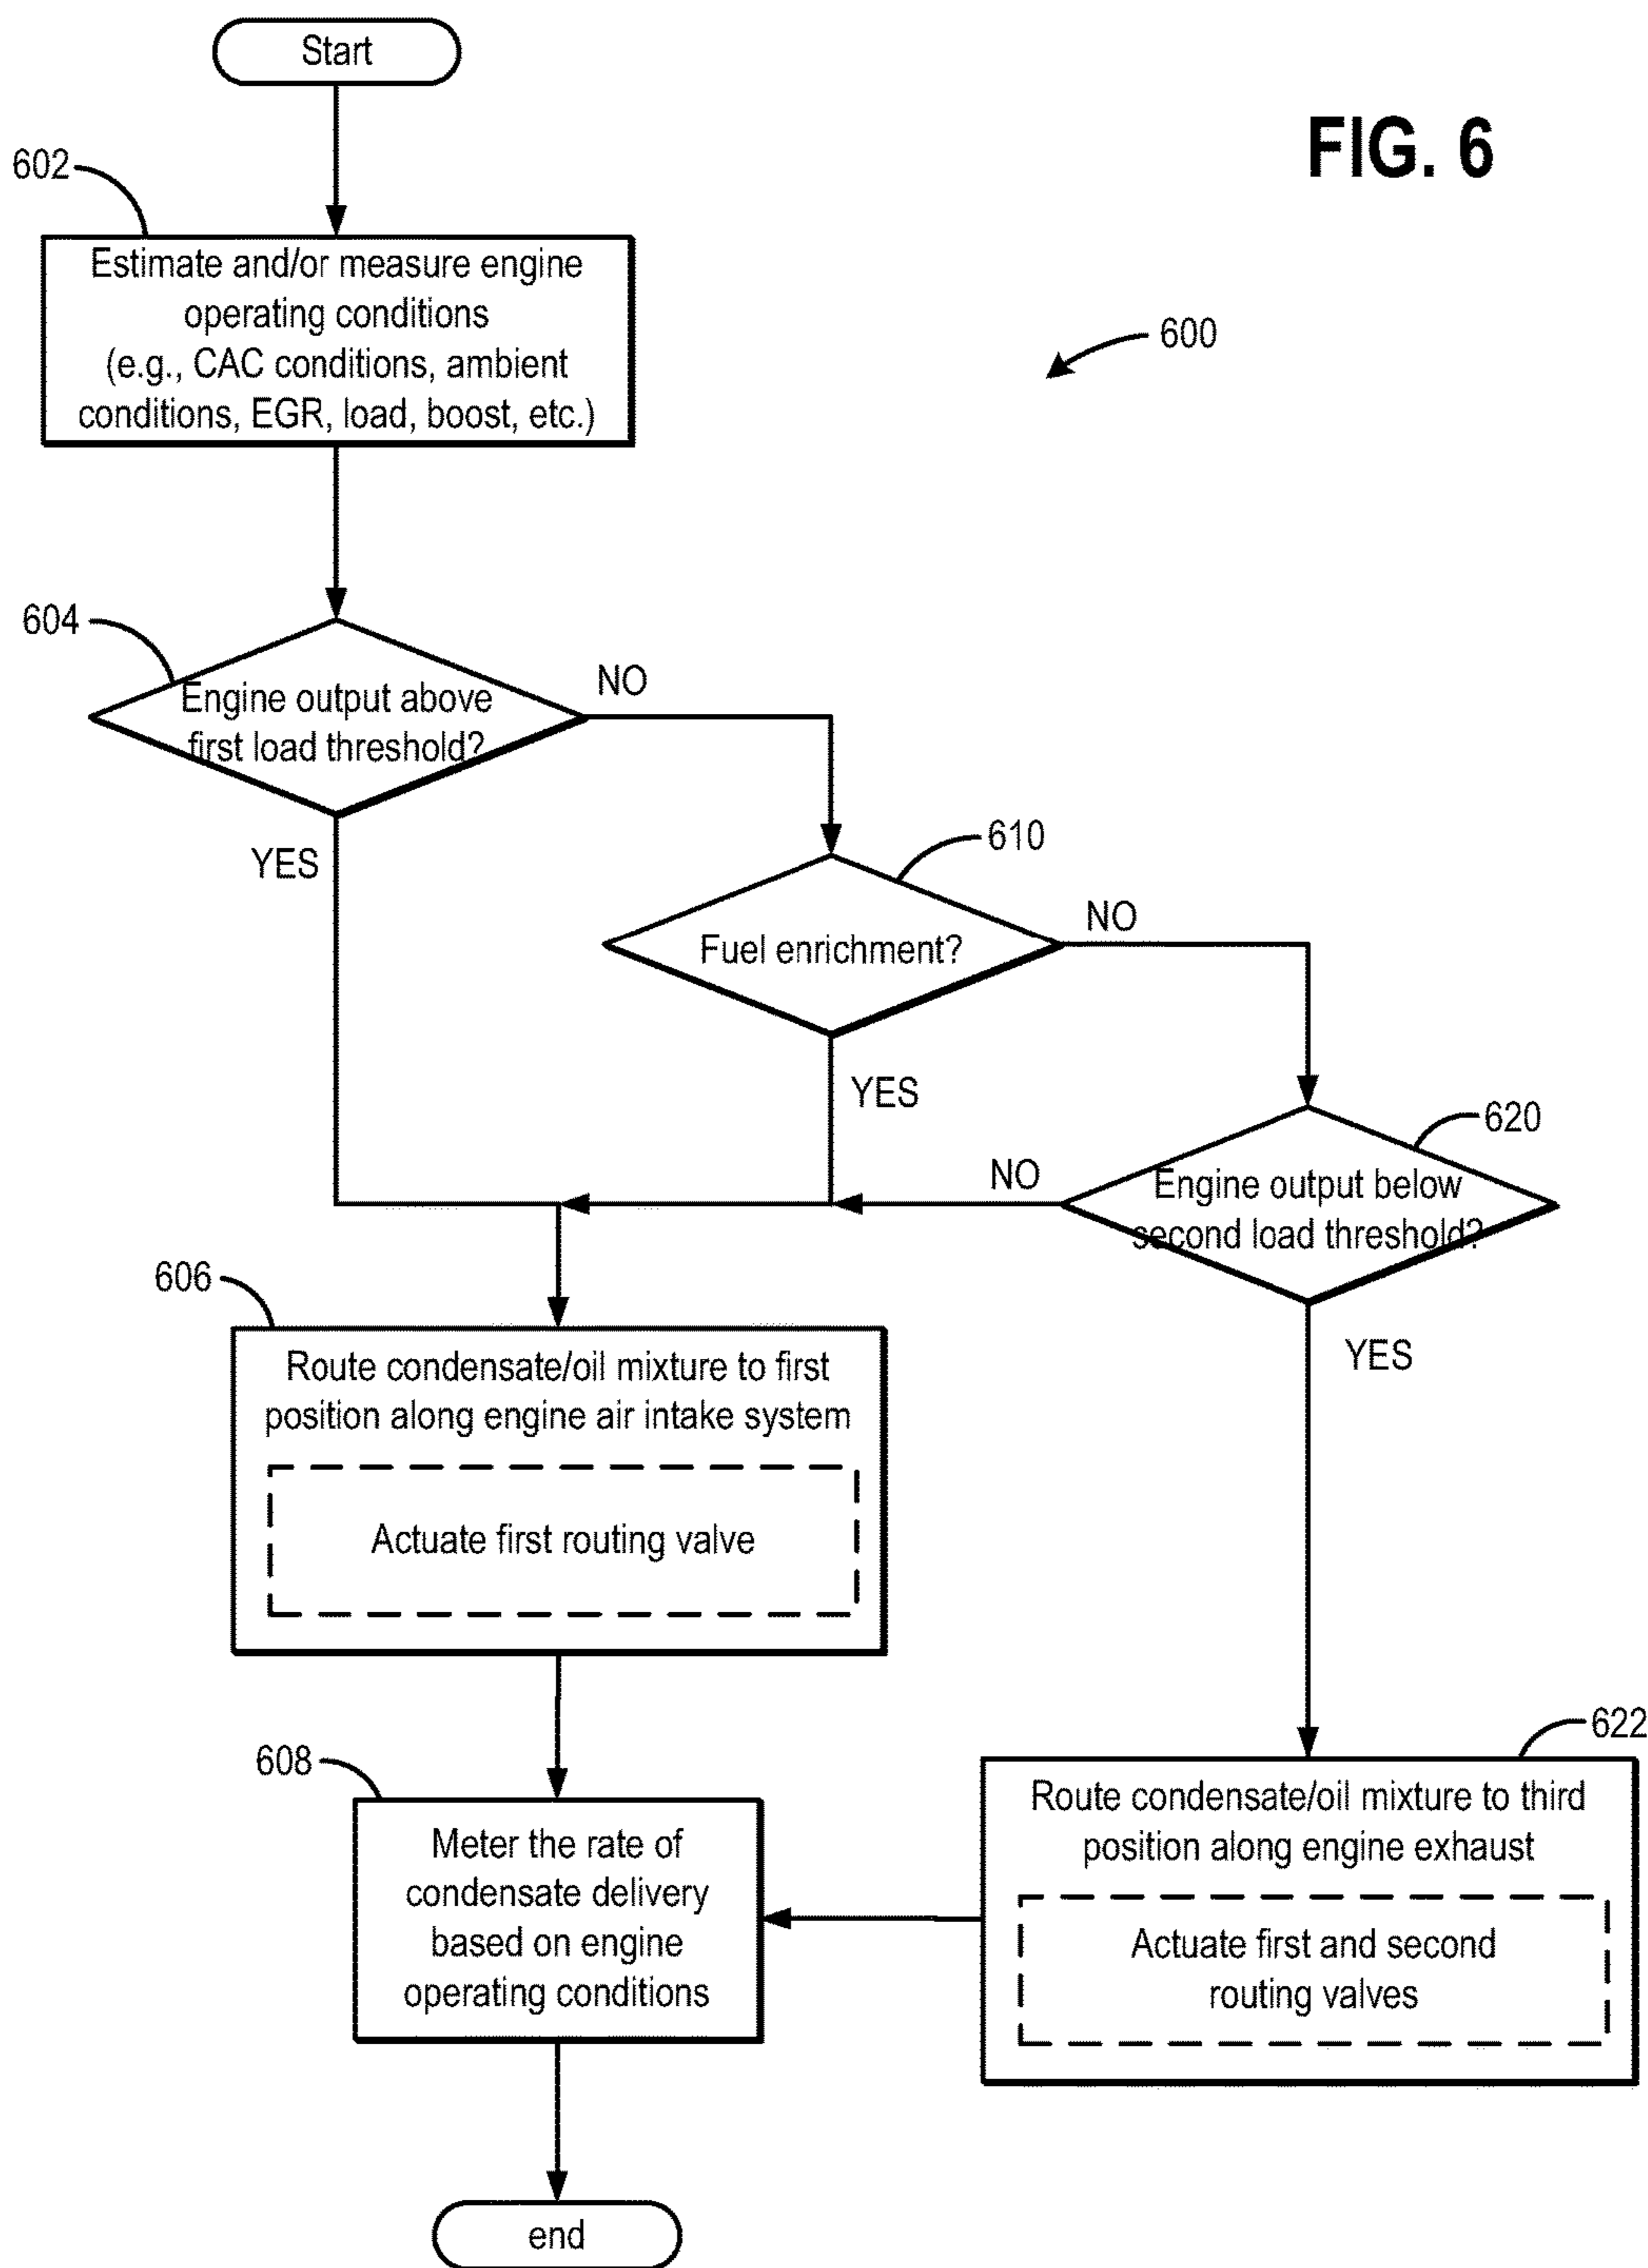 Start
FIG. 6
602
Estimate and/or measure engine
operating conditions
(e.g., CAC conditions, ambient
conditions, EGR, load, boost, etc.)
600
604
Engine output above
first load threshold?
NO
YES
610
Fuel enrichment?
NO
YES
620
Engine output below
second load threshold?
NO
YES
606
Route condensate/oil mixture to first
position along engine air intake system
Actuate first routing valve
622
Route condensate/oil mixture to third
position along engine exhaust
Actuate first and second
routing valves
608
Meter the rate of
condensate delivery
based on engine
operating conditions
end